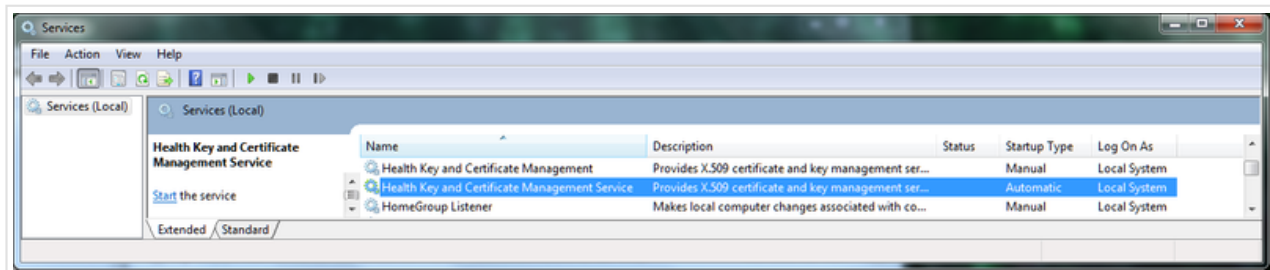 Services
File Action View Help
Services (Local)
Services (Local)
Health Key and Certificate
Management Service
Start the service
Name Description Status Startup Type Log On As
Health Key and Certificate Management Provides X.509 certificate and key management ser... Manual Local System
Health Key and Certificate Management Service Provides X.509 certificate and key management ser... Automatic Local System
HomeGroup Listener Makes local computer changes associated with co... Manual Local System
Extended Standard